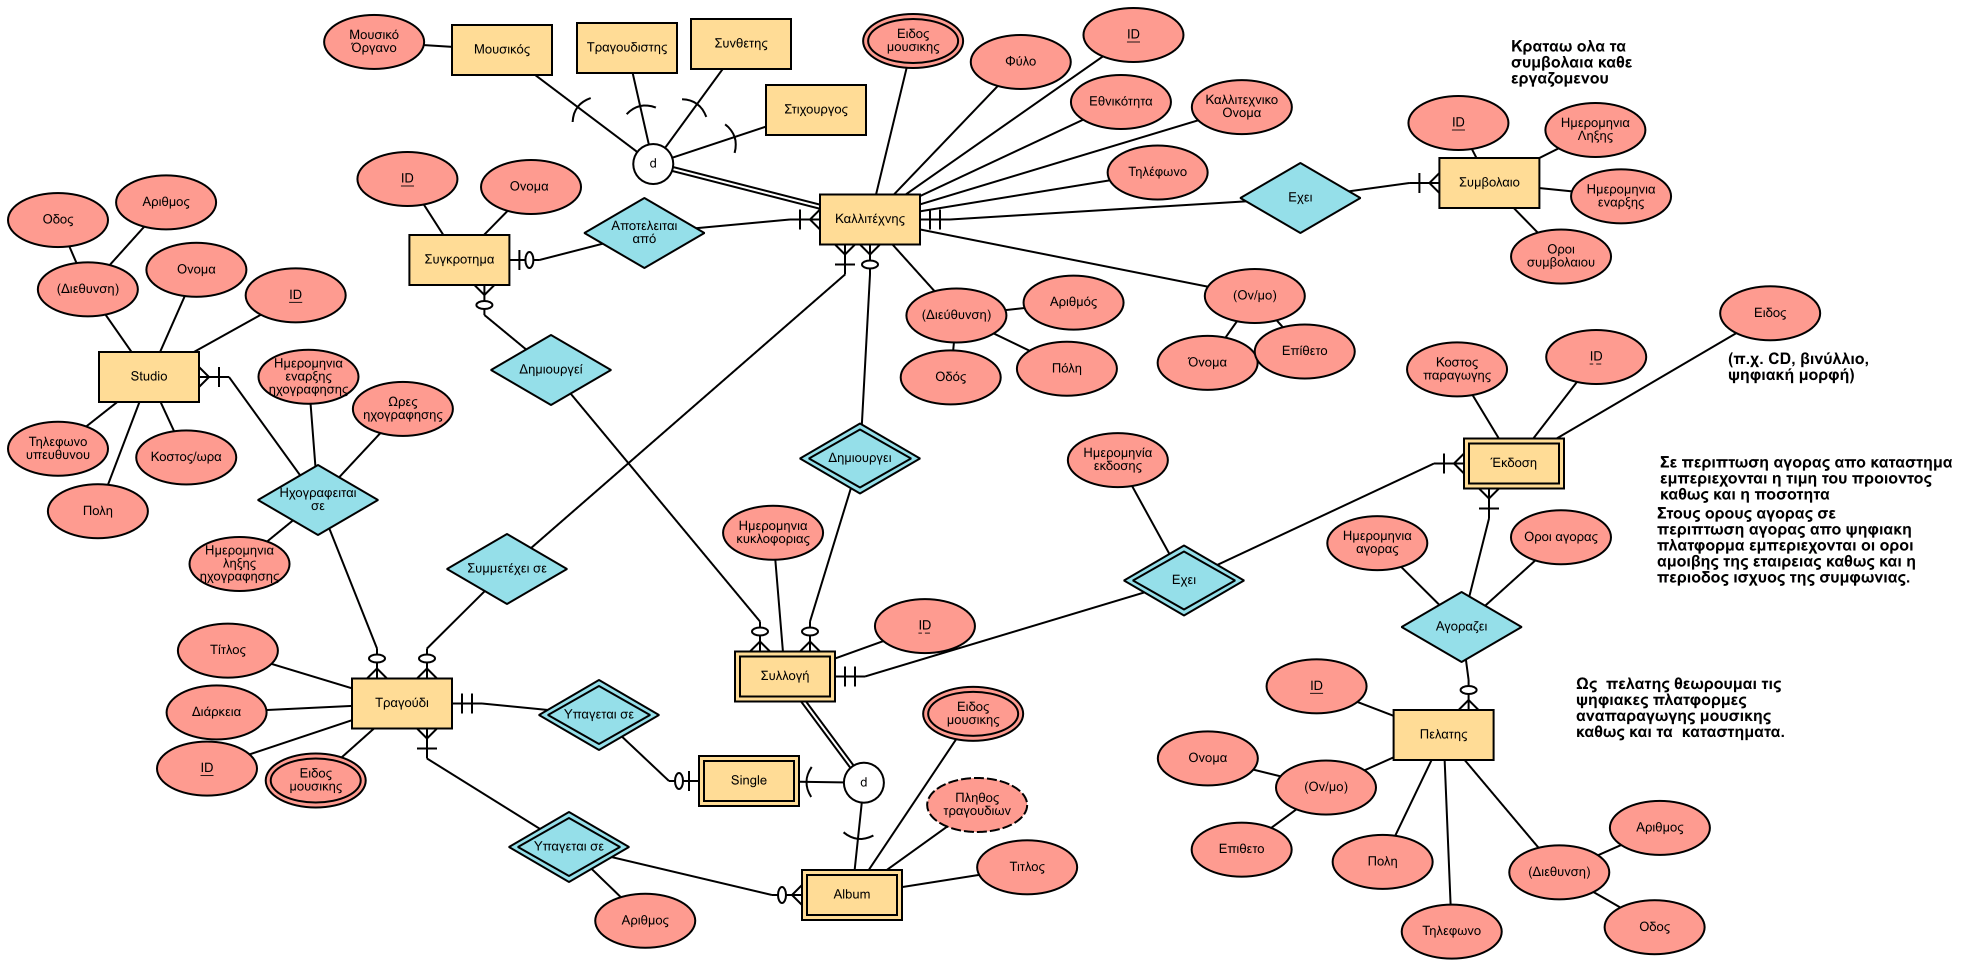 Μουσικό
Όργανο
Μουσικός
Τραγουδιστης
Συνθετης
Στιχουργος
d
Ειδος
μουσικης
Φύλο
ID
Εθνικότητα
Καλλιτεχνικο
Ονομα
Τηλέφωνο
Καλλιτέχνης
Κραταω ολα τα
συμβολαια καθε
εργαζομενου
ID
Ημερομηνια
Ληξης
Συμβολαιο
Ημερομηνια
εναρξης
Οροι
συμβολαιου
Εχει
ID
Ονομα
Συγκροτημα
Αποτελειται
από
Οδος
Αριθμος
(Διεθυνση)
Ονομα
ID
Studio
Τηλεφωνο
υπευθυνου
Κοστος/ωρα
Πολη
Ημερομηνια
εναρξης
ηχογραφησης
Ωρες
ηχογραφησης
Ηχογραφειται
σε
Ημερομηνια
ληξης
ηχογραφησης
Δημιουργεί
(Διεύθυνση)
Αριθμός
Οδός
Πόλη
(Ον/μο)
Όνομα
Επίθετο
Δημιουργει
Συμμετέχει σε
Ημερομηνια
κυκλοφοριας
Ημερομηνία
εκδοσης
Εχει
ID
Συλλογή
Κοστος
παραγωγης
ID
Ειδος
(π.χ. CD, βινύλλιο,
ψηφιακή μορφή)
Έκδοση
Σε περιπτωση αγορας απο καταστημα
εμπεριεχονται η τιμη του προιοντος
καθως και η ποσοτητα
Στους ορους αγορας σε
περιπτωση αγορας απο ψηφιακη
πλατφορμα εμπεριεχονται οι οροι
αμοιβης της εταιρειας καθως και η
περιοδος ισχυος της συμφωνιας.
Ημερομηνια
αγορας
Οροι αγορας
Αγοραζει
Τίτλος
Διάρκεια
ID
Ειδος
μουσικης
Τραγούδι
Υπαγεται σε
Single
d
Υπαγεται σε
Αριθμος
Album
Ειδος
μουσικης
Πληθος
τραγουδιων
Τιτλος
Ως  πελατης θεωρουμαι τις
ψηφιακες πλατφορμες
αναπαραγωγης μουσικης
καθως και τα  καταστηματα.
ID
Πελατης
Ονομα
(Ον/μο)
Επιθετο
Πολη
Τηλεφωνο
(Διεθυνση)
Αριθμος
Οδος